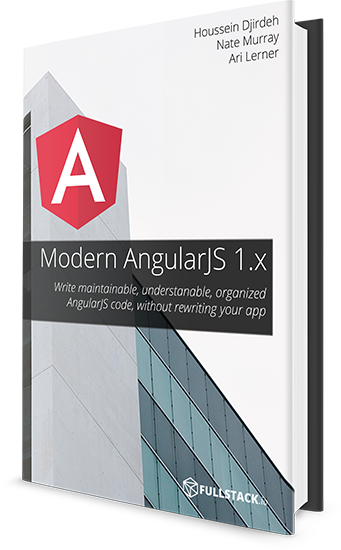 Houssein Djirdeh
Nate Murray
Ari Lerner
A
Modern AngularJS 1.x
Write maintainable, understanable, organized
AngularJS code, without rewriting your app
FULLSTACK.io